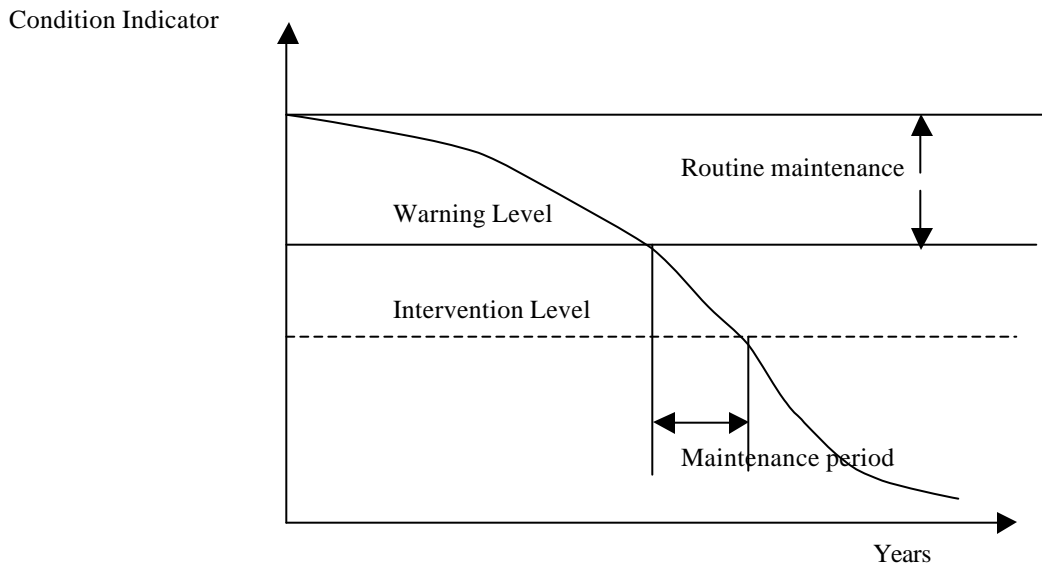 Condition Indicator
Routine maintenance
Warning Level
Intervention Level
Maintenance period
Years